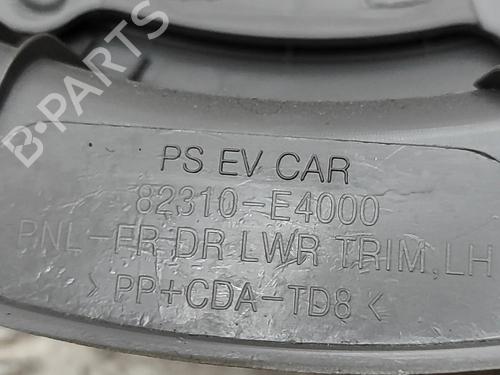 B-PARTS
PS EV CAR
82310-E4000
PNL-FR DR LWR TRIM, LH
> PP+CDA-TD8 <